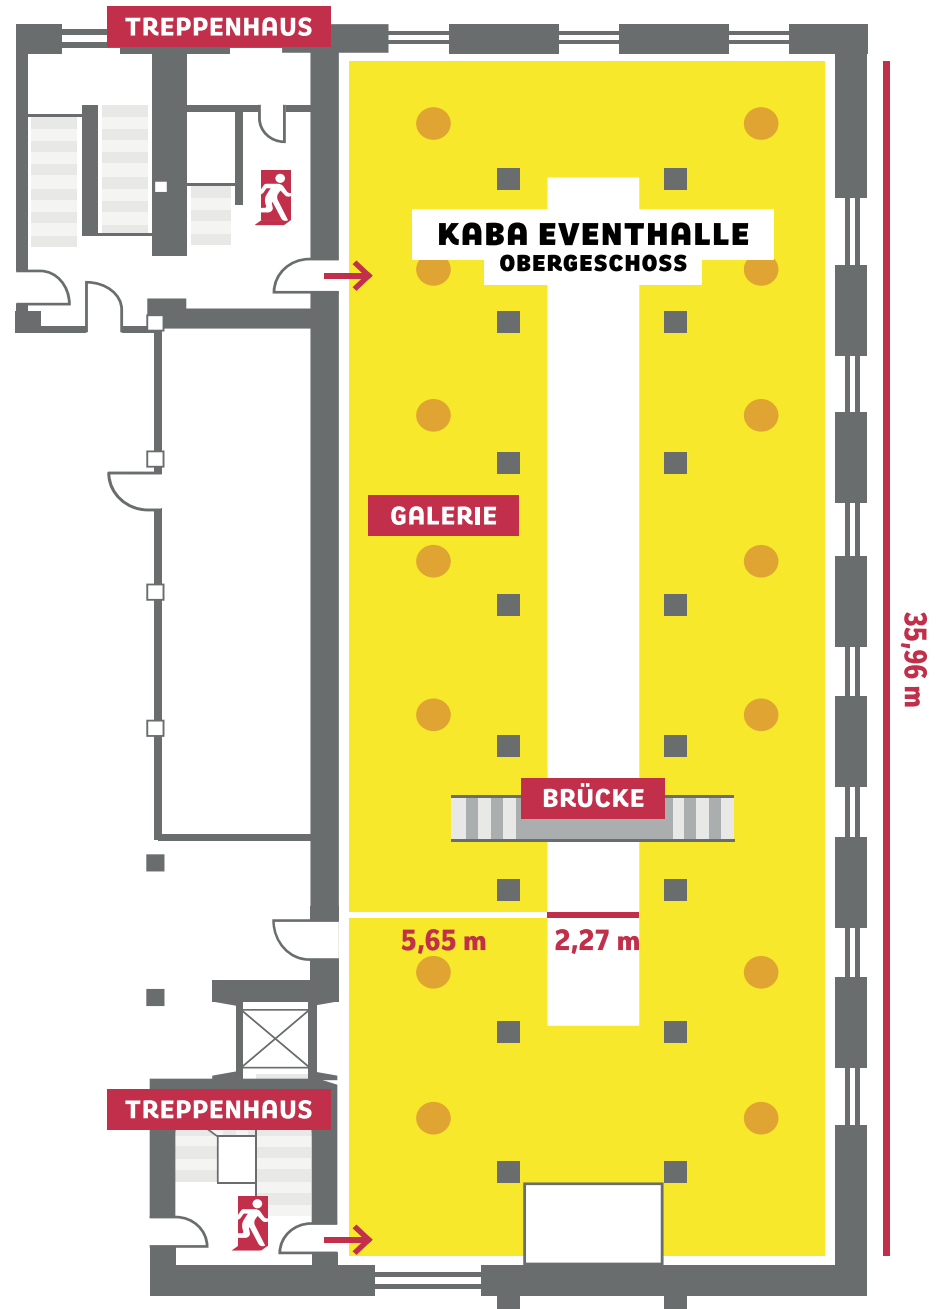 TREPPENHAUS
KABA EVENTHALLE
OBERGESCHOSS
GALERIE
35,96 m
BRÜCKE
5,65 m
2,27 m
TREPPENHAUS